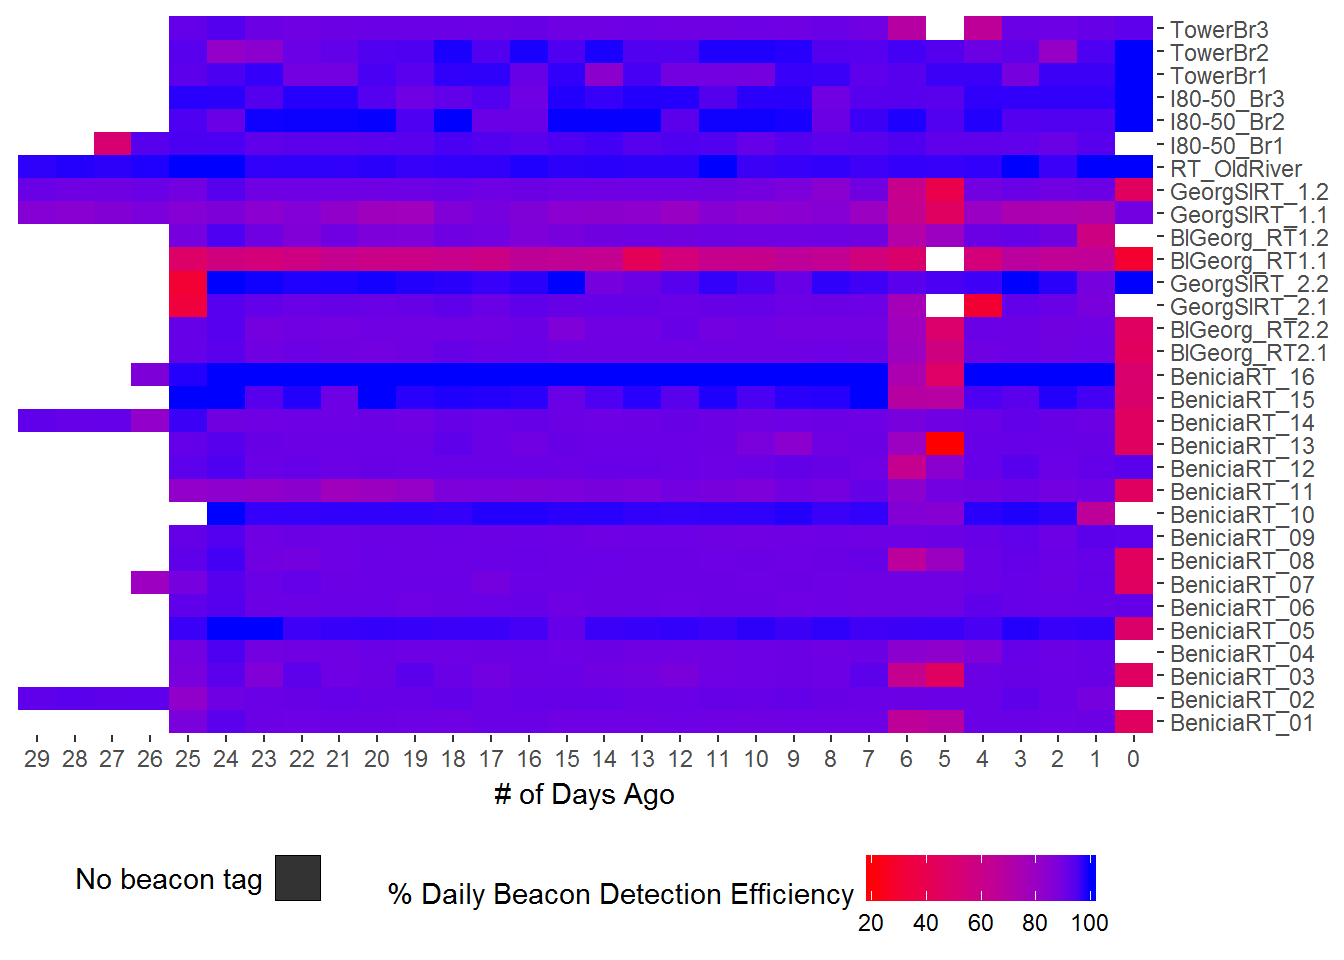 TowerBr3
TowerBr2
TowerBr1
I80-50_Br3
I80-50_Br2
I80-50_Br1
RT_OldRiver
GeorgSlRT_1.2
GeorgSlRT_1.1
BlGeorg_RT1.2
BlGeorg_RT1.1
GeorgSlRT_2.2
GeorgSlRT_2.1
BlGeorg_RT2.2
BlGeorg_RT2.1
BeniciaRT_16
BeniciaRT_15
BeniciaRT_14
BeniciaRT_13
BeniciaRT_12
BeniciaRT_11
BeniciaRT_10
BeniciaRT_09
BeniciaRT_08
BeniciaRT_07
BeniciaRT_06
BeniciaRT_05
BeniciaRT_04
BeniciaRT_03
BeniciaRT_02
BeniciaRT_01
29 28 27 26 25 24 23 22 21 20 19 18 17 16 15 14 13 12 11 10 9 8 7 6 5 4 3 2 1 0
# of Days Ago
No beacon tag
% Daily Beacon Detection Efficiency
20 40 60 80 100